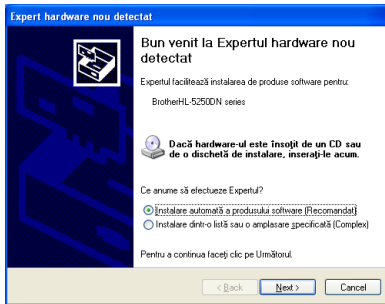 Expert hardware nou detectat
Bun venit la Expertul hardware nou
detectat
Expertul facilitează instalarea de produse software pentru:
BrotherHL-5250DN series
Dacă hardware-ul este însoţit de un CD sau
de o dischetă de instalare, inseraţi-le acum.
Ce anume să efectueze Expertul?
Instalare automată a produsului software (Recomandat)
Instalare dintr-o listă sau o amplasare specificată (Complex)
Pentru a continua faceţi clic pe Următorul.
< Back
Next >
Cancel